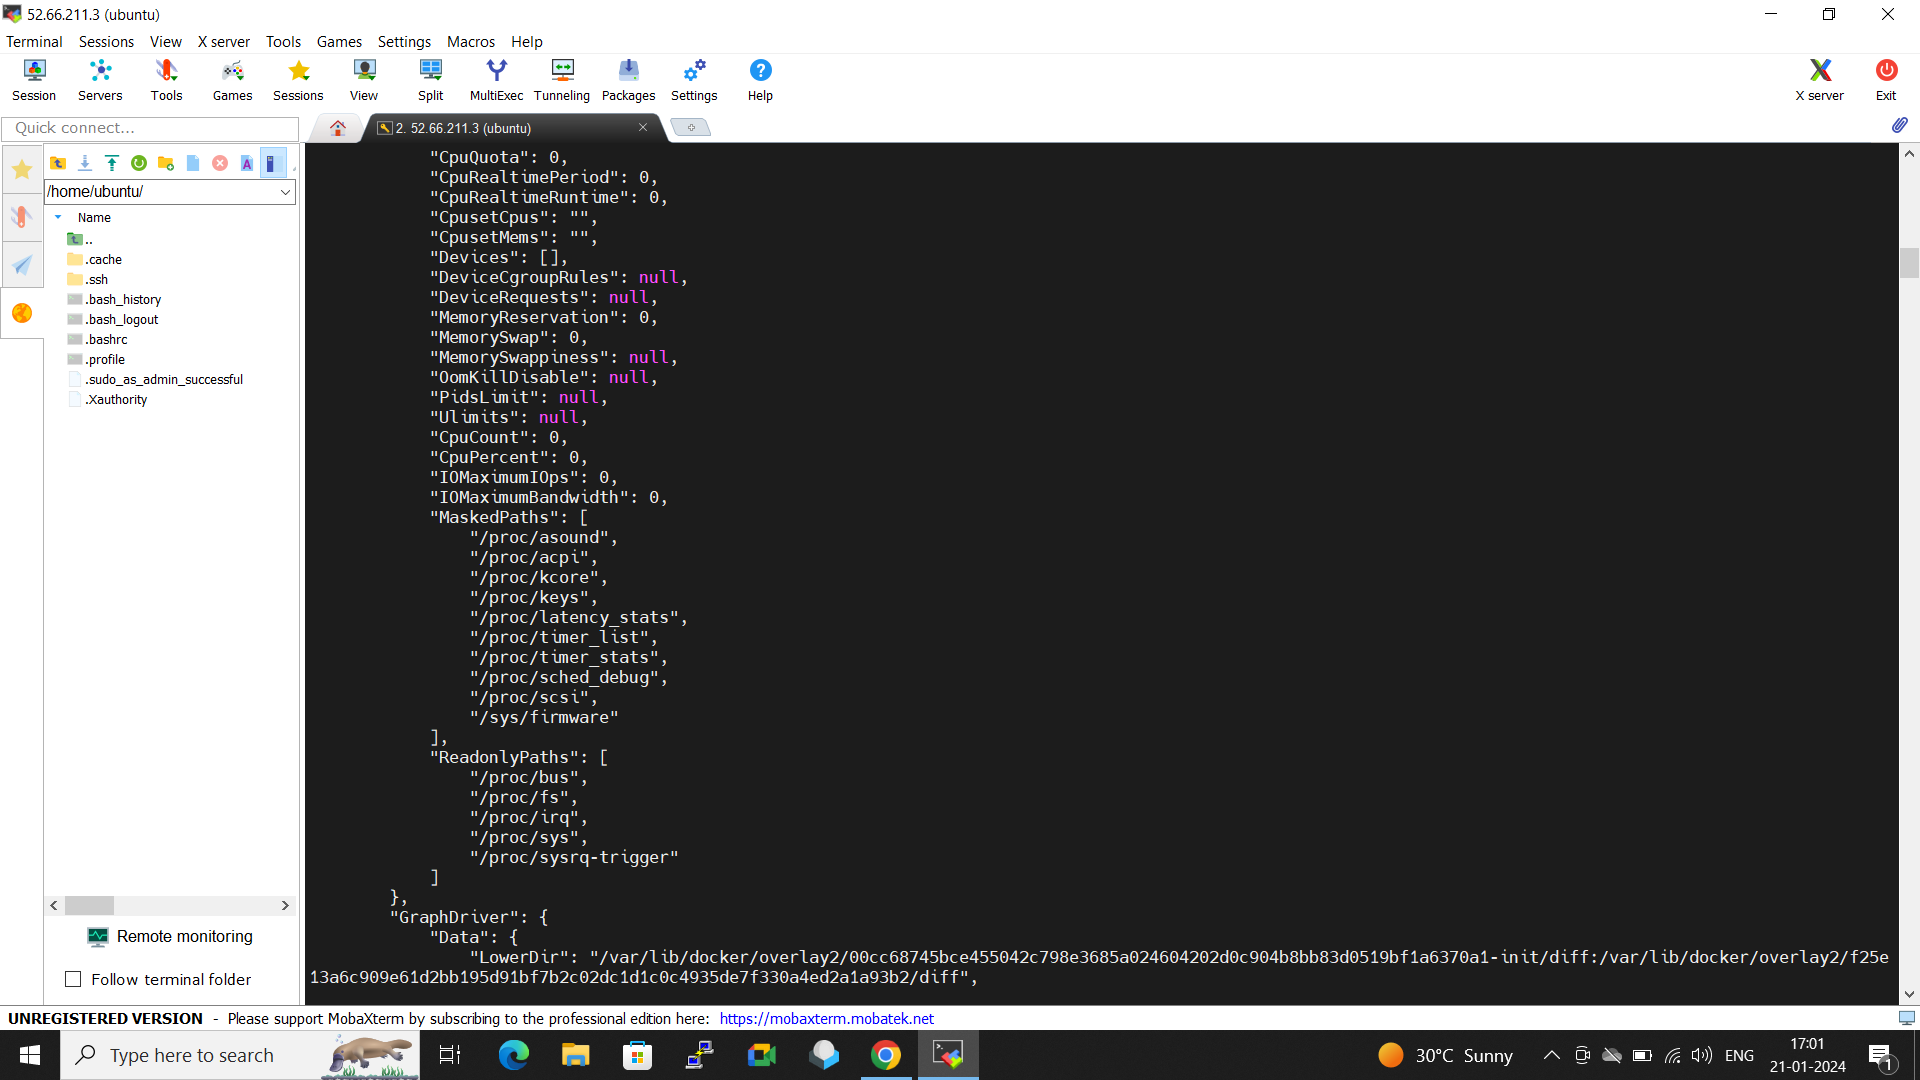 52.66.211.3 (ubuntu)
Terminal Sessions View X server Tools Games Settings Macros Help
Session Servers Tools Games Sessions View Split MultiExec Tunneling Packages Settings Help X server Exit
Quick connect...
2. 52.66.211.3 (ubuntu)
/home/ubuntu/
Name
..
.cache
.ssh
.bash_history
.bash_logout
.bashrc
.profile
.sudo_as_admin_successful
.Xauthority
Remote monitoring
Follow terminal folder
"CpuQuota": 0,
"CpuRealtimePeriod": 0,
"CpuRealtimeRuntime": 0,
"CpusetCpus": "",
"CpusetMems": "",
"Devices": [],
"DeviceCgroupRules": null,
"DeviceRequests": null,
"MemoryReservation": 0,
"MemorySwap": 0,
"MemorySwappiness": null,
"OomKillDisable": null,
"PidsLimit": null,
"Ulimits": null,
"CpuCount": 0,
"CpuPercent": 0,
"IOMaximumIOps": 0,
"IOMaximumBandwidth": 0,
"MaskedPaths": [
"/proc/asound",
"/proc/acpi",
"/proc/kcore",
"/proc/keys",
"/proc/latency_stats",
"/proc/timer_list",
"/proc/timer_stats",
"/proc/sched_debug",
"/proc/scsi",
"/sys/firmware"
],
"ReadonlyPaths": [
"/proc/bus",
"/proc/fs",
"/proc/irq",
"/proc/sys",
"/proc/sysrq-trigger"
]
},
"GraphDriver": {
"Data": {
"LowerDir": "/var/lib/docker/overlay2/00cc68745bce455042c798e3685a024604202d0c904b8bb83d0519bf1a6370a1-init/diff:/var/lib/docker/overlay2/f25e
13a6c909e61d2bb195d91bf7b2c02dc1d1c0c4935de7f330a4ed2a1a93b2/diff",
UNREGISTERED VERSION - Please support MobaXterm by subscribing to the professional edition here: https://mobaxterm.mobatek.net
Type here to search
30°C Sunny
ENG
17:01
21-01-2024
1